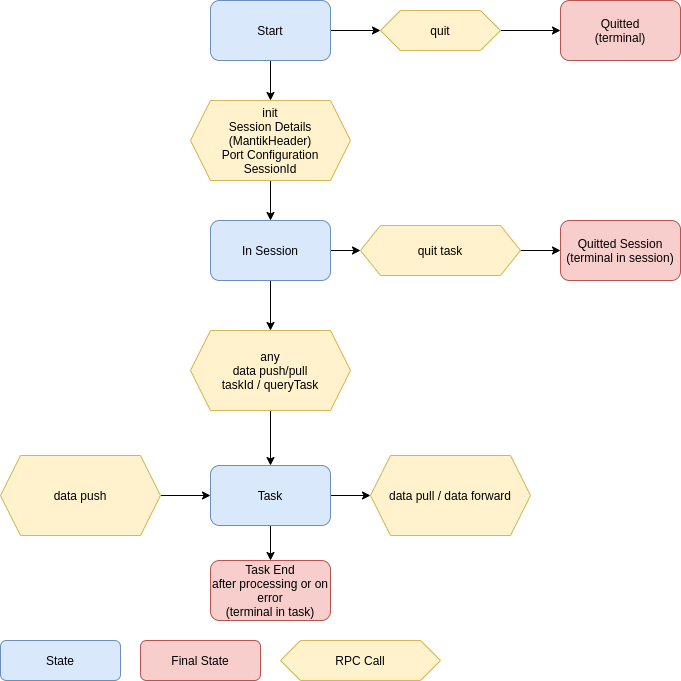 Start
quit
Quitted
(terminal)
init
Session Details
(MantikHeader)
Port Configuration
SessionId
In Session
quit task
Quitted Session
(terminal in session)
any
data push/pull
taskId / queryTask
data push
Task
data pull / data forward
Task End
after processing or on
error
(terminal in task)
State
Final State
RPC Call